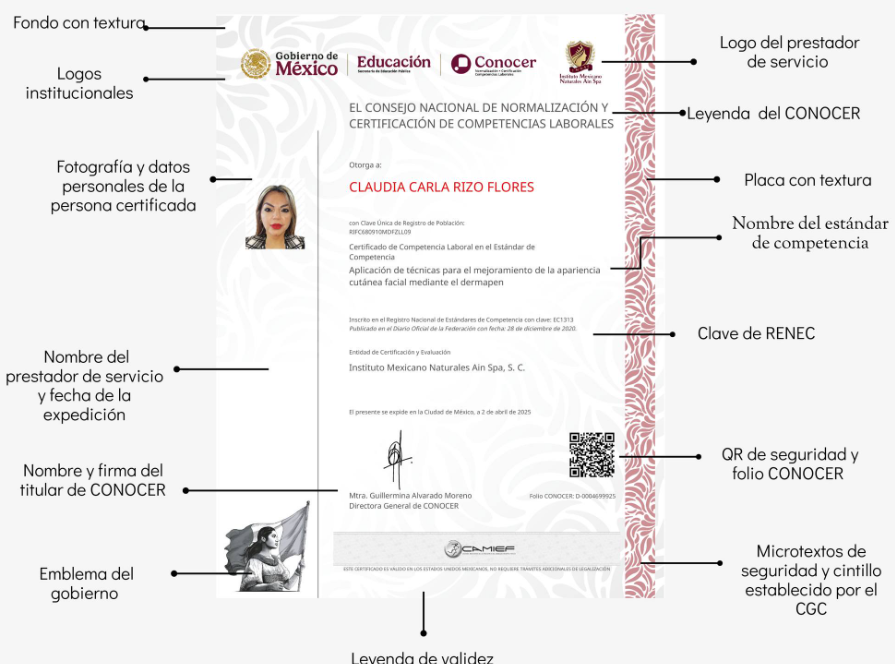 Fondo con textura
Logos
institucionales
Fotografía y datos
personales de la
persona certificada
Nombre del
prestador de servicio
y fecha de la
expedición
Nombre y firma del
titular de CONOCER
Emblema del
gobierno
Gobierno de
México
Educación
Secretaría de Educación Pública
Conocer
Instituto Mexicano
Naturales Ain Spa
EL CONSEJO NACIONAL DE NORMALIZACIÓN Y
CERTIFICACIÓN DE COMPETENCIAS LABORALES
Otorga a:
CLAUDIA CARLA RIZO FLORES
con Clave Única de Registro de Población:
RIFC680910MDFZLL09
Certificado de Competencia Laboral en el Estándar de
Competencia
Aplicación de técnicas para el mejoramiento de la apariencia
cutánea facial mediante el dermapen
Inscrito en el Registro Nacional de Estándares de Competencia con clave: EC1313
Publicado en el Diario Oficial de la Federación con fecha: 28 de diciembre de 2020.
Entidad de Certificación y Evaluación
Instituto Mexicano Naturales Ain Spa, S. C.
El presente se expide en la Ciudad de México, a 2 de abril de 2025
Mtra. Guillermina Alvarado Moreno
Directora General de CONOCER
Folio CONOCER: D-0004699925
CAMIEF
ESTE CERTIFICADO ES VALIDO EN LOS ESTADOS UNIDOS MEXICANOS, NO REQUIERE TRAMITES ADICIONALES DE LEGALIZACIÓN
Logo del prestador
de servicio
Leyenda del CONOCER
Placa con textura
Nombre del estándar
de competencia
Clave de RENEC
QR de seguridad y
folio CONOCER
Microtextos de
seguridad y cintillo
establecido por el
CGC
Leyenda de validez